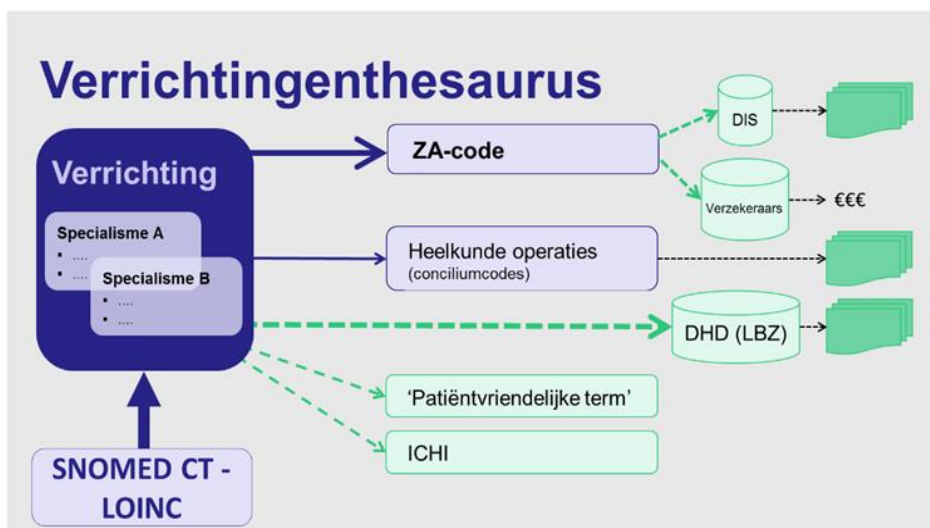 Verrichtingenthesaurus
Verrichting
Specialisme A
▪ ....
▪ ....
Specialisme B
▪ ....
▪ ....
SNOMED CT -
LOINC
ZA-code
DIS
Verzekeraars
€€€
Heelkunde operaties
(conciliumcodes)
DHD (LBZ)
‘Patiëntvriendelijke term’
ICHI